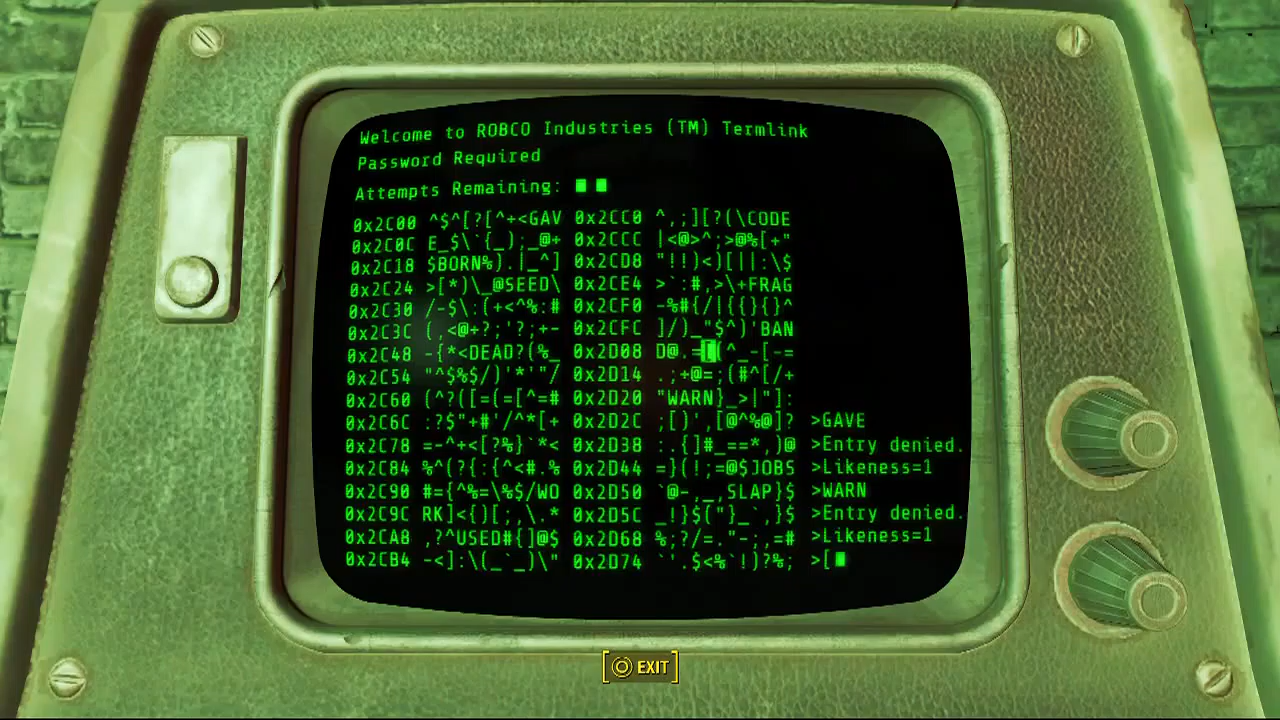 Welcome to ROBCO Industries (TM) Termlink
Password Required
Attempts Remaining: ■ ■
0x2C00 ^$^[?[^+<GAV 0x2CC0 ^,;][?(\CODE
0x2C0C E_$\`{_);_@+ 0x2CCC |<@>^;>@%[+"
0x2C18 $BORN%).|_^] 0x2CD8 "!!)<)[||:\$
0x2C24 >[*)\_@SEED\ 0x2CE4 >`:#,>\+FRAG
0x2C30 /-$\:(+<^%:# 0x2CF0 -%#{/|{{}{}^
0x2C3C (,<@+?;'?;+- 0x2CFC ]/)_"$^)'BAN
0x2C48 -{*<DEAD?(%_ 0x2D08 D@.=[(^_-[-=
0x2C54 "^$%$/)'*'"/ 0x2D14 .;+@=;(#^[/+
0x2C60 (^?([=(=[^=# 0x2D20 "WARN}_>|"]:
0x2C6C :?$"+#'/^*[+ 0x2D2C ;[)',[@^%@]? >GAVE
0x2C78 =-^+<[?%}`*< 0x2D38 :.{]#_==*,)@ >Entry denied.
0x2C84 %^(?{:{^<#.% 0x2D44 =}(!;=@$JOBS >Likeness=1
0x2C90 #={^%=\%$/WO 0x2D50 `@-,_,SLAP}$ >WARN
0x2C9C RK]<{)[;,\.* 0x2D5C _!}$("}_`,}$ >Entry denied.
0x2CA8 ,?^USED#{]@$ 0x2D68 %;?/=."-;,=# >Likeness=1
0x2CB4 -<]:\(_`_)\" 0x2D74 `'.$<%`!)?%; >[■
EXIT